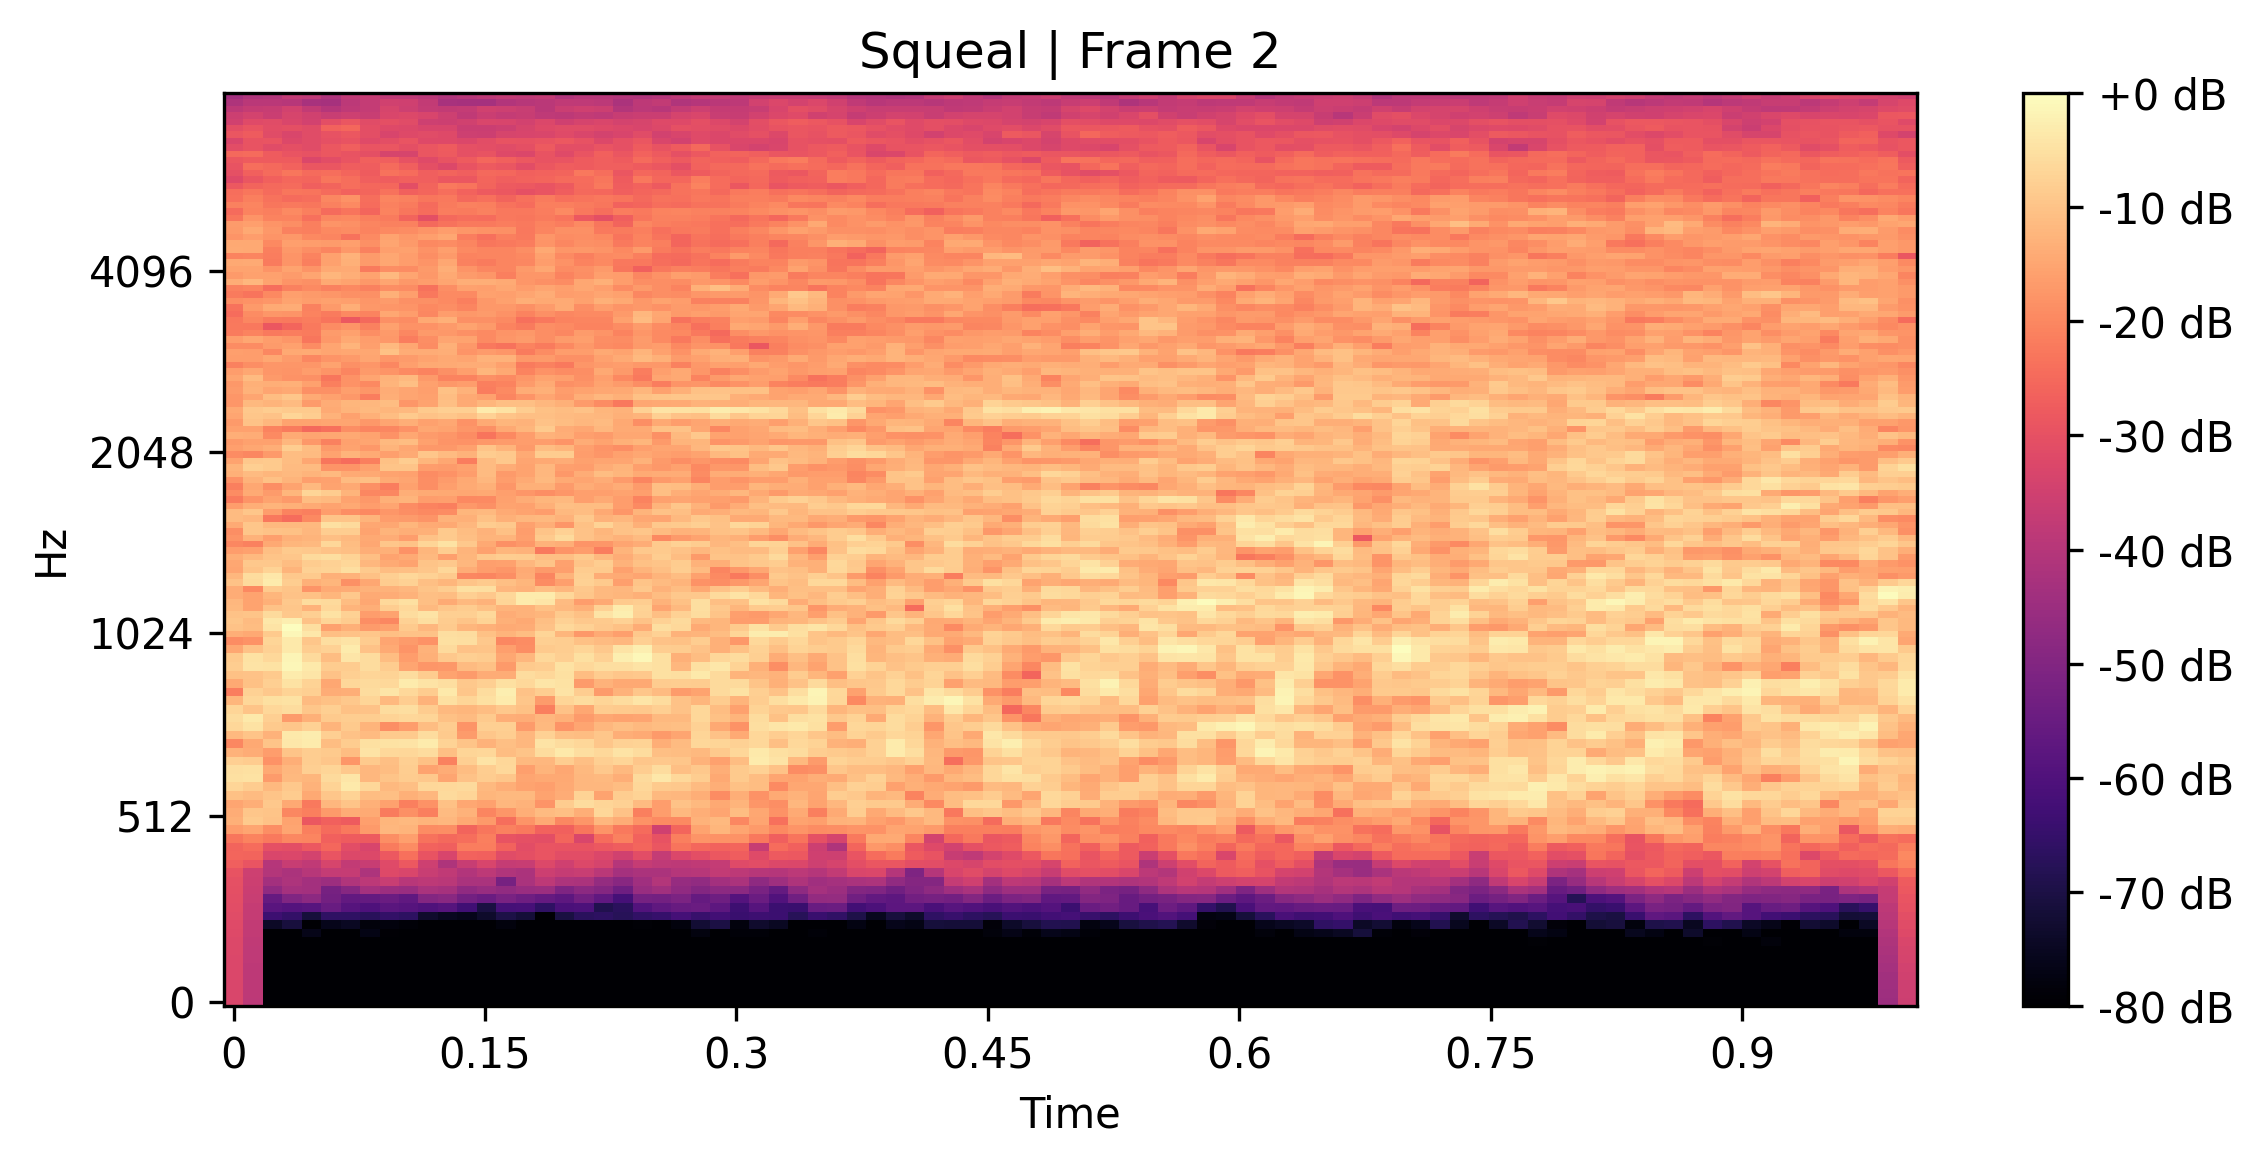 Squeal | Frame 2
+0 dB
-10 dB
-20 dB
-30 dB
-40 dB
-50 dB
-60 dB
-70 dB
-80 dB
Hz
4096
2048
1024
512
0
0 0.15 0.3 0.45 0.6 0.75 0.9
Time